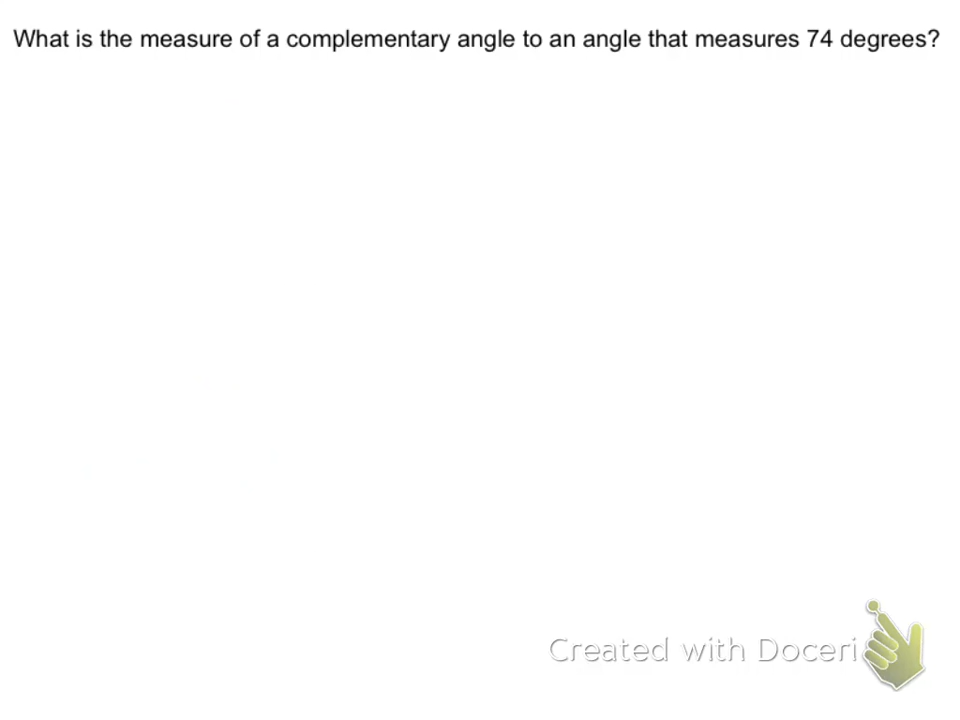 What is the measure of a complementary angle to an angle that measures 74 degrees?
Created with Doceri